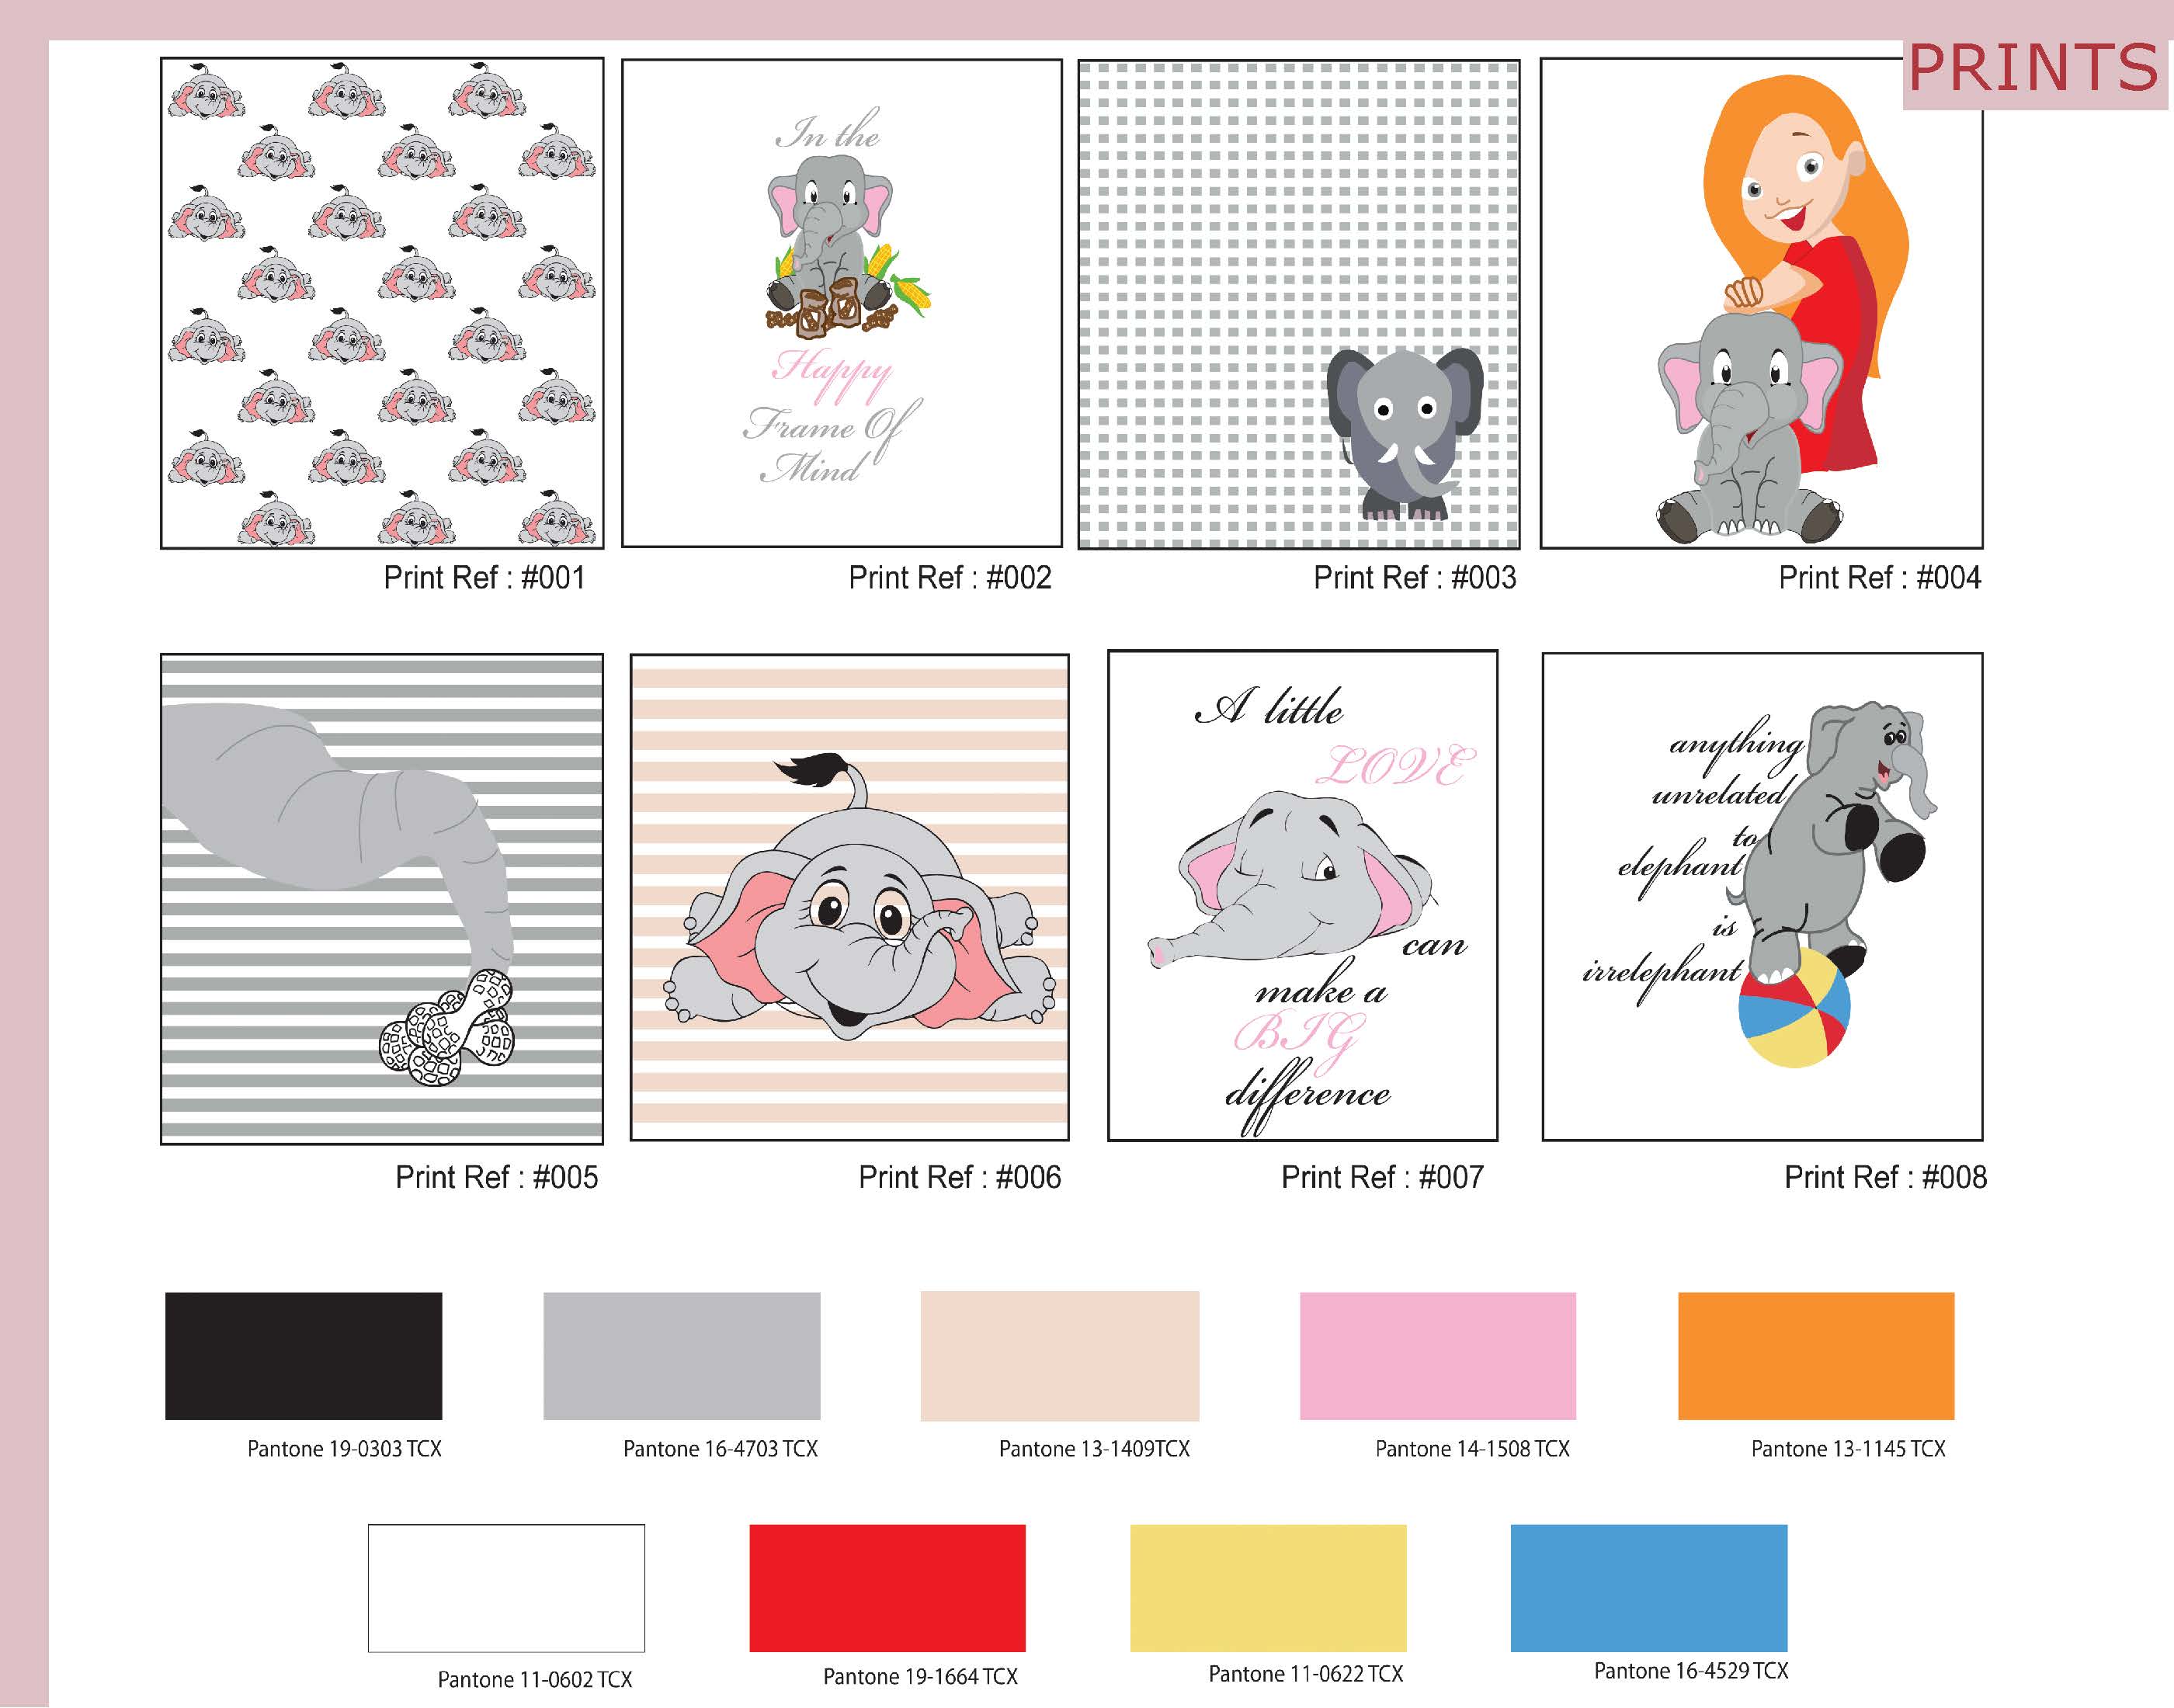 PRINTS
In the
Happy
Frame Of
Mind
Print Ref : #001
Print Ref : #002
Print Ref : #003
Print Ref : #004
A little
LOVE
can
make a
BIG
difference
anything
unrelated
to
elephant
is
irrelephant
Print Ref : #005
Print Ref : #006
Print Ref : #007
Print Ref : #008
Pantone 19-0303 TCX
Pantone 16-4703 TCX
Pantone 13-1409TCX
Pantone 14-1508 TCX
Pantone 13-1145 TCX
Pantone 11-0602 TCX
Pantone 19-1664 TCX
Pantone 11-0622 TCX
Pantone 16-4529 TCX